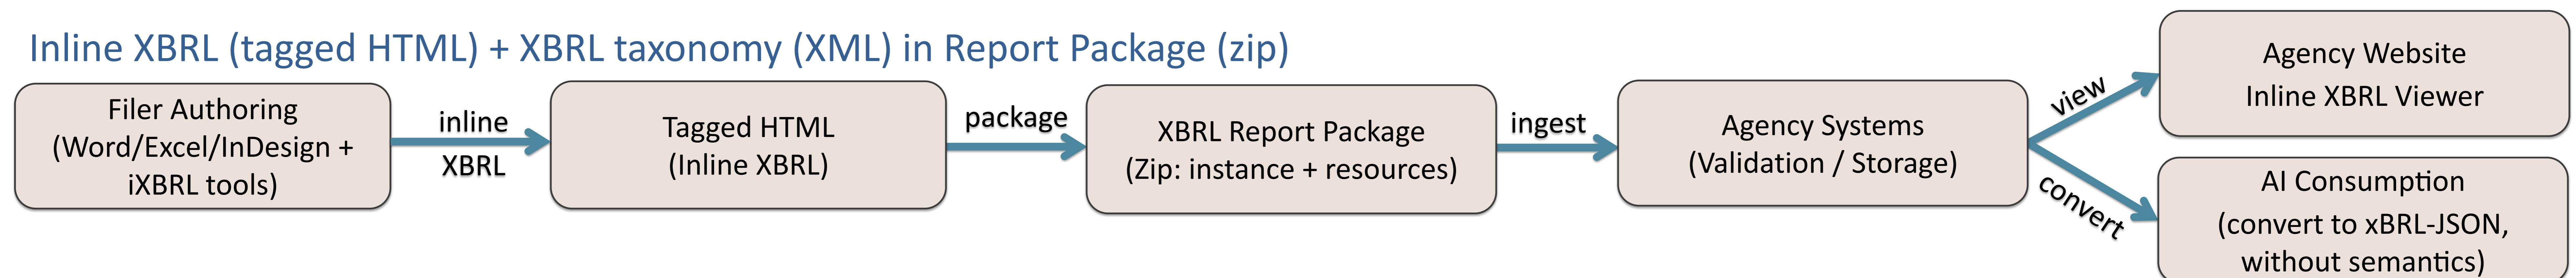 Inline XBRL (tagged HTML) + XBRL taxonomy (XML) in Report Package (zip)
Filer Authoring
(Word/Excel/InDesign +
iXBRL tools)
inline
XBRL
Tagged HTML
(Inline XBRL)
package
XBRL Report Package
(Zip: instance + resources)
ingest
Agency Systems
(Validation / Storage)
view
Agency Website
Inline XBRL Viewer
convert
AI Consumption
(convert to xBRL-JSON,
without semantics)